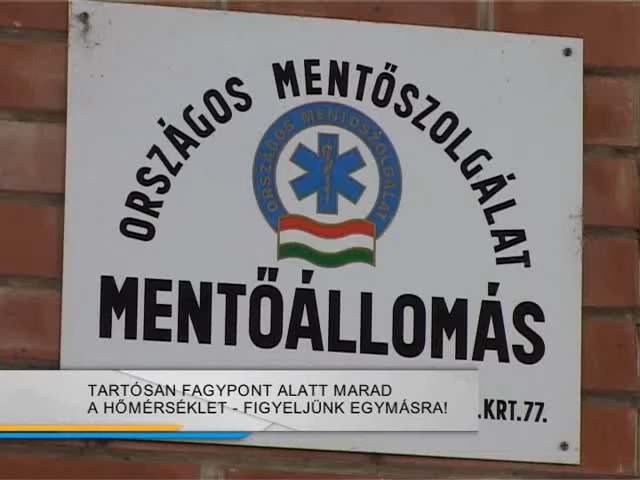 ORSZÁGOS MENTŐSZOLGÁLAT
ORSZÁGOS MENTŐSZOLGÁLAT
MENTŐÁLLOMÁS
KRT.77.
TARTÓSAN FAGYPONT ALATT MARAD
A HŐMÉRSÉKLET - FIGYELJÜNK EGYMÁSRA!